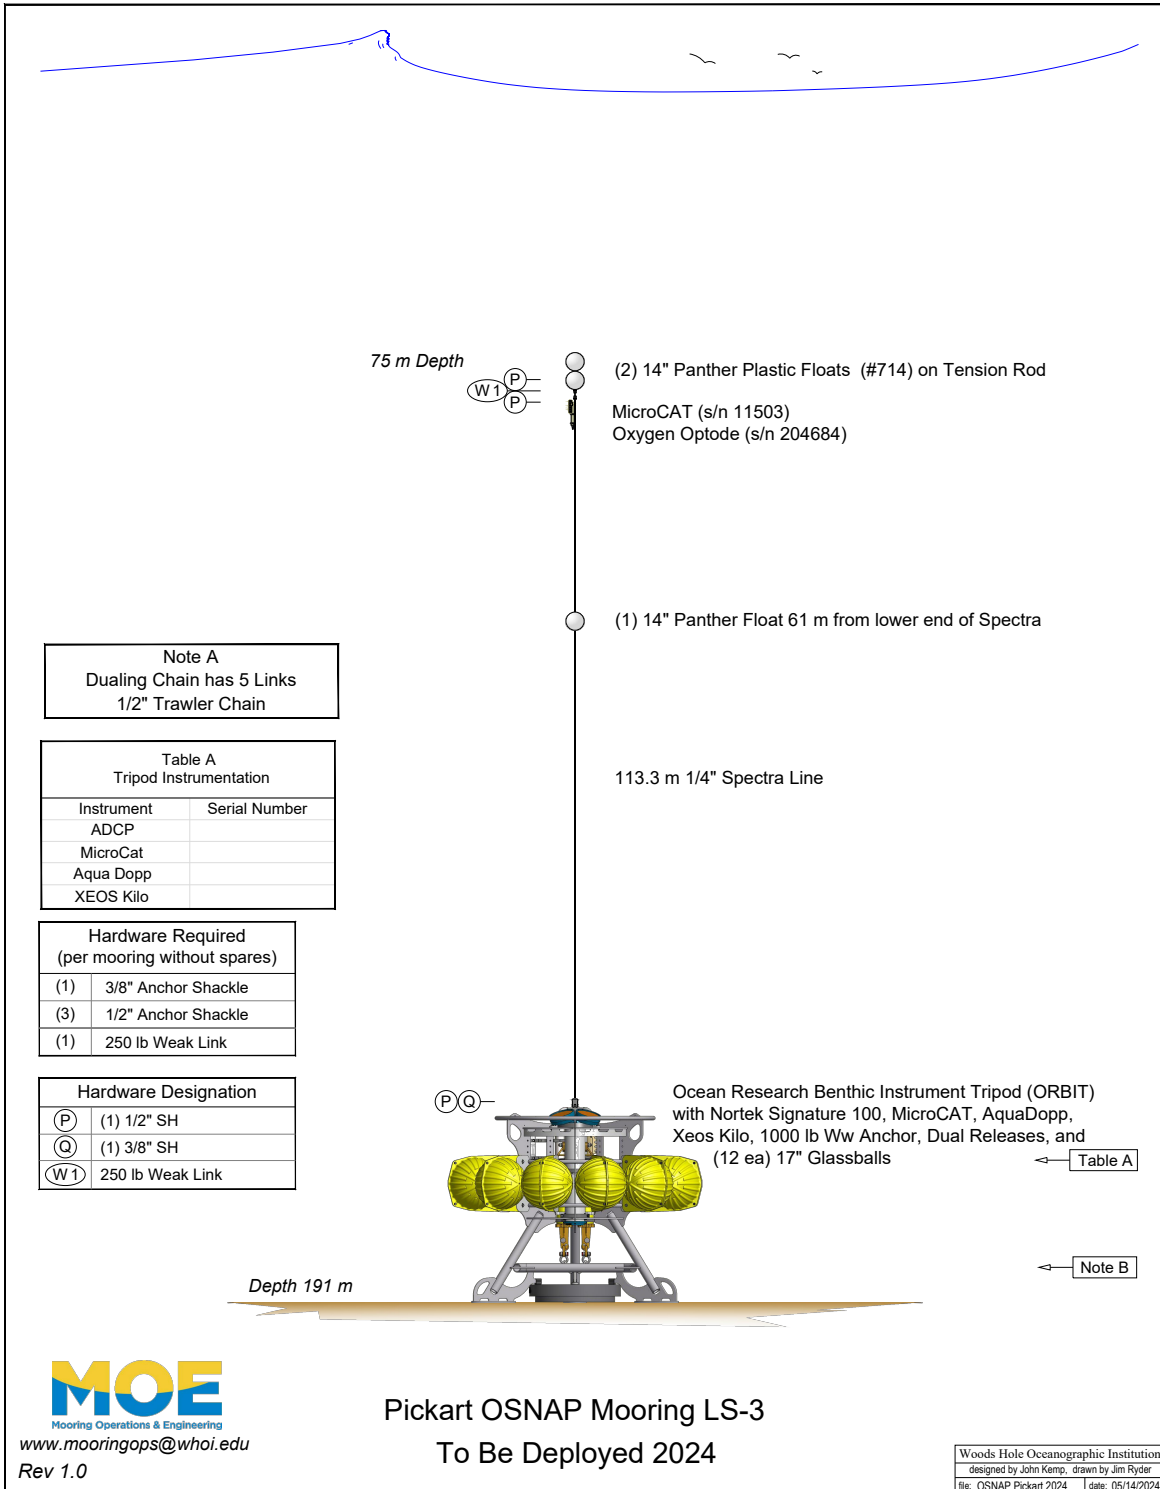 75 m Depth
P
W 1
P
(2) 14" Panther Plastic Floats (#714) on Tension Rod
MicroCAT (s/n 11503)
Oxygen Optode (s/n 204684)
(1) 14" Panther Float 61 m from lower end of Spectra
Note A
Dualing Chain has 5 Links
1/2" Trawler Chain
Table A
Tripod Instrumentation
Instrument Serial Number
ADCP
MicroCat
Aqua Dopp
XEOS Kilo
113.3 m 1/4" Spectra Line
Hardware Required
(per mooring without spares)
(1) 3/8" Anchor Shackle
(3) 1/2" Anchor Shackle
(1) 250 lb Weak Link
Hardware Designation
P (1) 1/2" SH
Q (1) 3/8" SH
W 1 250 lb Weak Link
P Q
Ocean Research Benthic Instrument Tripod (ORBIT)
with Nortek Signature 100, MicroCAT, AquaDopp,
Xeos Kilo, 1000 lb Ww Anchor, Dual Releases, and
(12 ea) 17" Glassballs
Table A
Note B
Depth 191 m
MOE
Mooring Operations & Engineering
www.mooringops@whoi.edu
Rev 1.0
Pickart OSNAP Mooring LS-3
To Be Deployed 2024
Woods Hole Oceanographic Institution
designed by John Kemp, drawn by Jim Ryder
file: OSNAP Pickart 2024 date: 05/14/2024